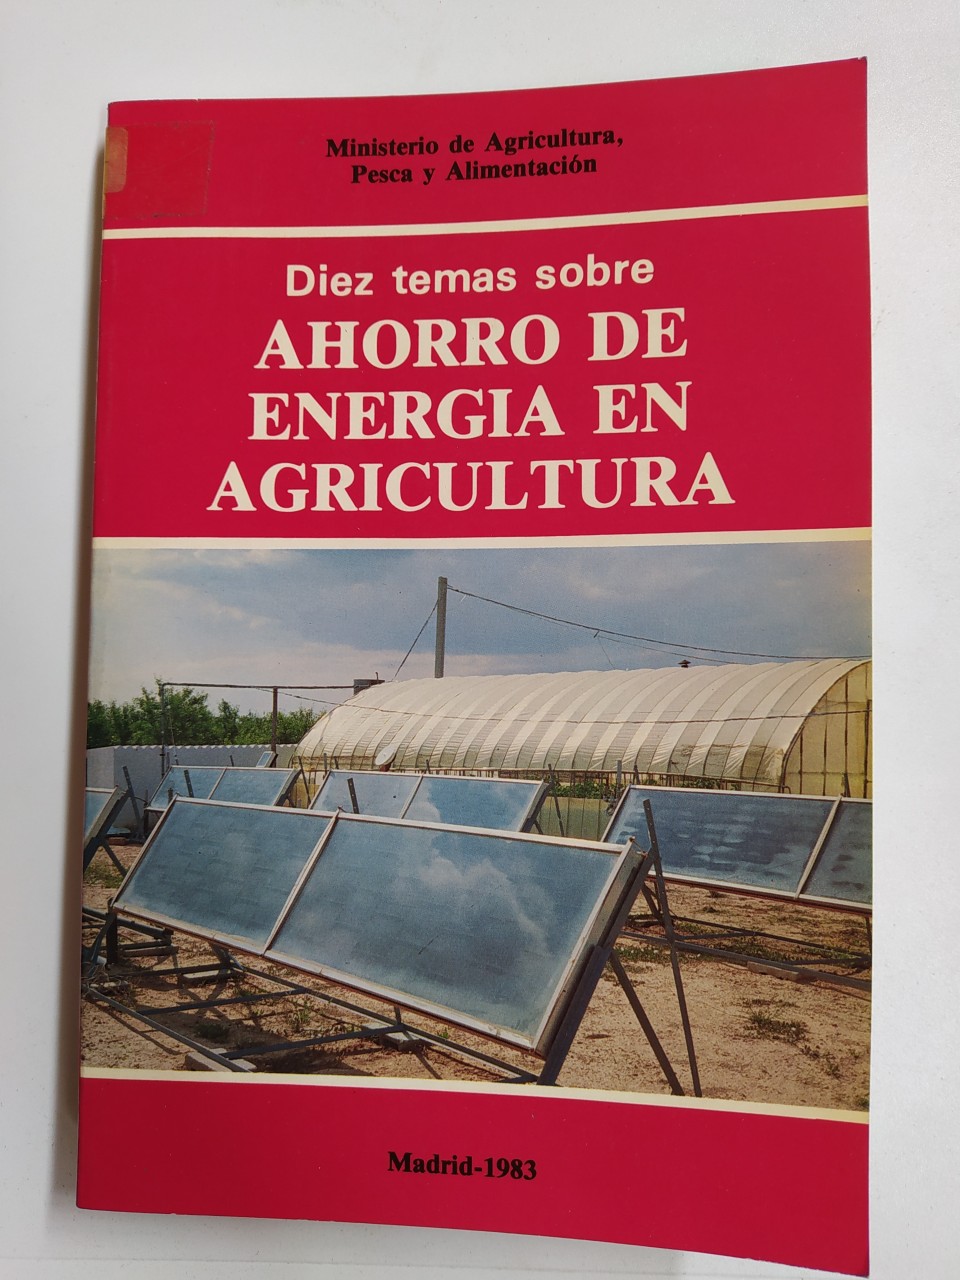 Ministerio de Agricultura,
Pesca y Alimentación
Diez temas sobre
AHORRO DE
ENERGIA EN
AGRICULTURA
Madrid-1983